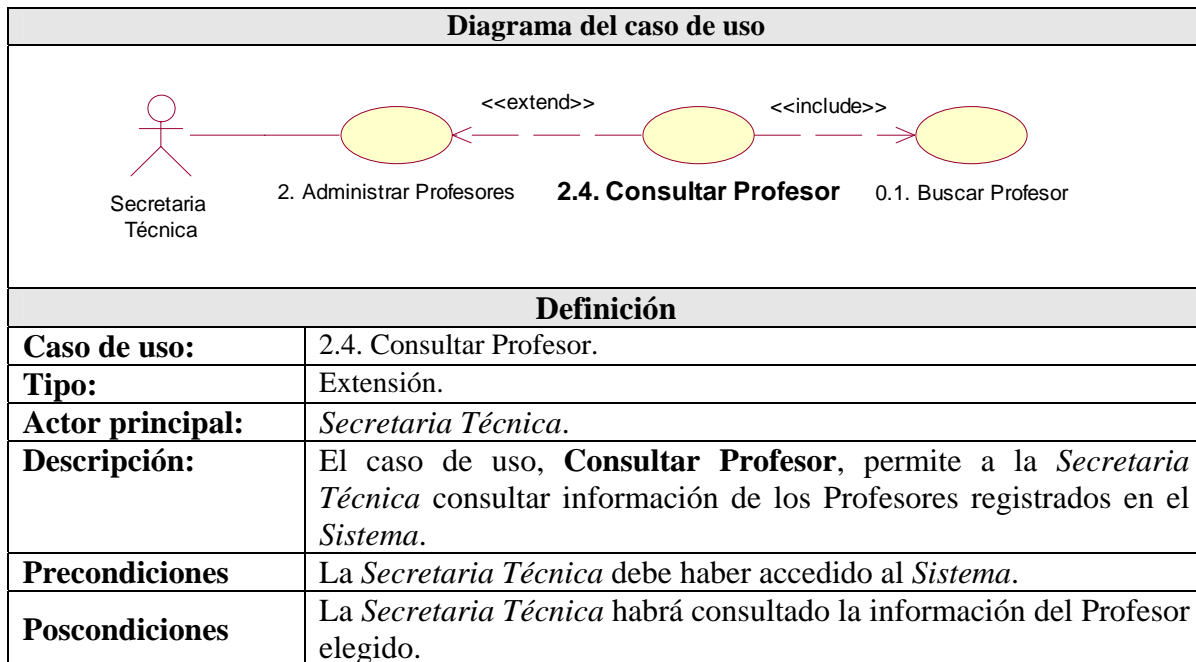 Diagrama del caso de uso
<<extend>>
<<include>>
Secretaria
Técnica
2. Administrar Profesores
2.4. Consultar Profesor
0.1. Buscar Profesor
Definición
Caso de uso:
2.4. Consultar Profesor.
Tipo:
Extensión.
Actor principal:
Secretaria Técnica.
Descripción:
El caso de uso, Consultar Profesor, permite a la Secretaria
Técnica consultar información de los Profesores registrados en el
Sistema.
Precondiciones
La Secretaria Técnica debe haber accedido al Sistema.
Poscondiciones
La Secretaria Técnica habrá consultado la información del Profesor
elegido.